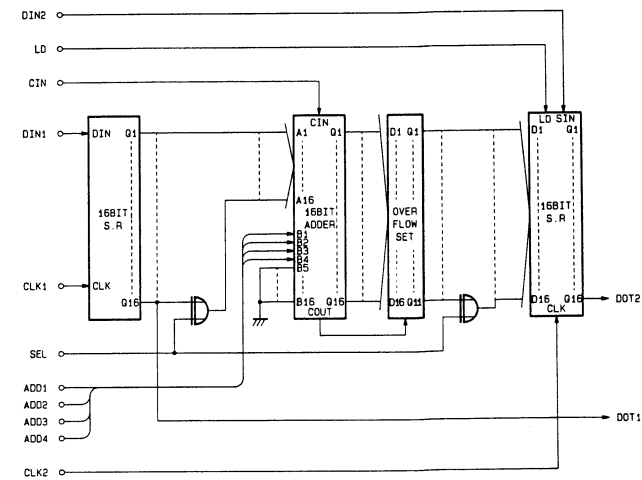 DIN2
LD
CIN
DIN1
CLK1
SEL
ADD1
ADD2
ADD3
ADD4
CLK2
DIN Q1
16BIT
S.R
CLK
Q16
CIN
A1 Q1
A16
16BIT
ADDER
B1
B2
B3
B4
B5
B16 Q16
COUT
D1 Q1
OVER
FLOW
SET
D16 Q11
LD SIN
D1 Q1
16BIT
S.R
D16 Q16
CLK
DOT2
DOT1